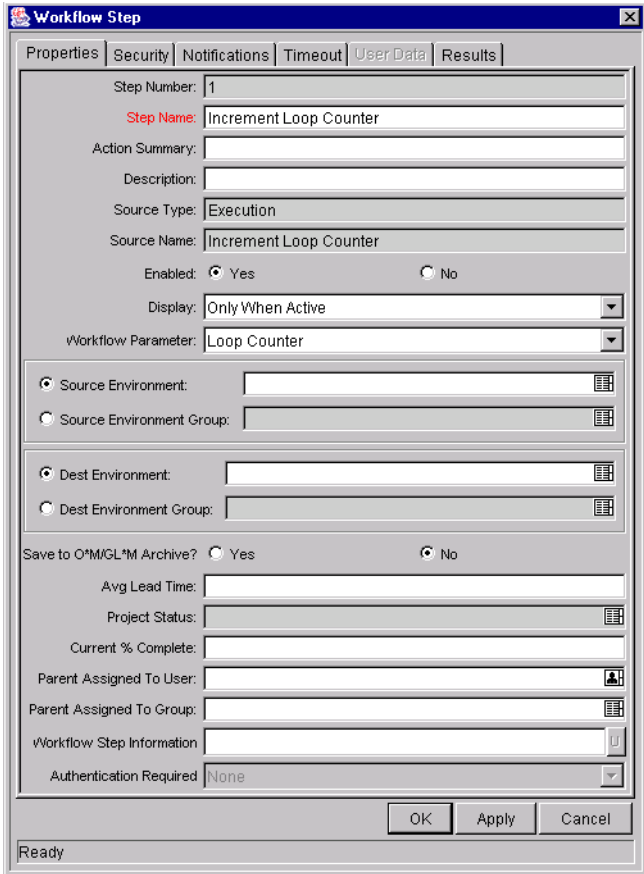 Workflow Step
Properties Security Notifications Timeout User Data Results
Step Number: 1
Step Name: Increment Loop Counter
Action Summary:
Description:
Source Type: Execution
Source Name: Increment Loop Counter
Enabled: Yes No
Display: Only When Active
Workflow Parameter: Loop Counter
Source Environment:
Source Environment Group:
Dest Environment:
Dest Environment Group:
Save to O*M/GL*M Archive? Yes No
Avg Lead Time:
Project Status:
Current % Complete:
Parent Assigned To User:
Parent Assigned To Group:
Workflow Step Information U
Authentication Required None
OK Apply Cancel
Ready